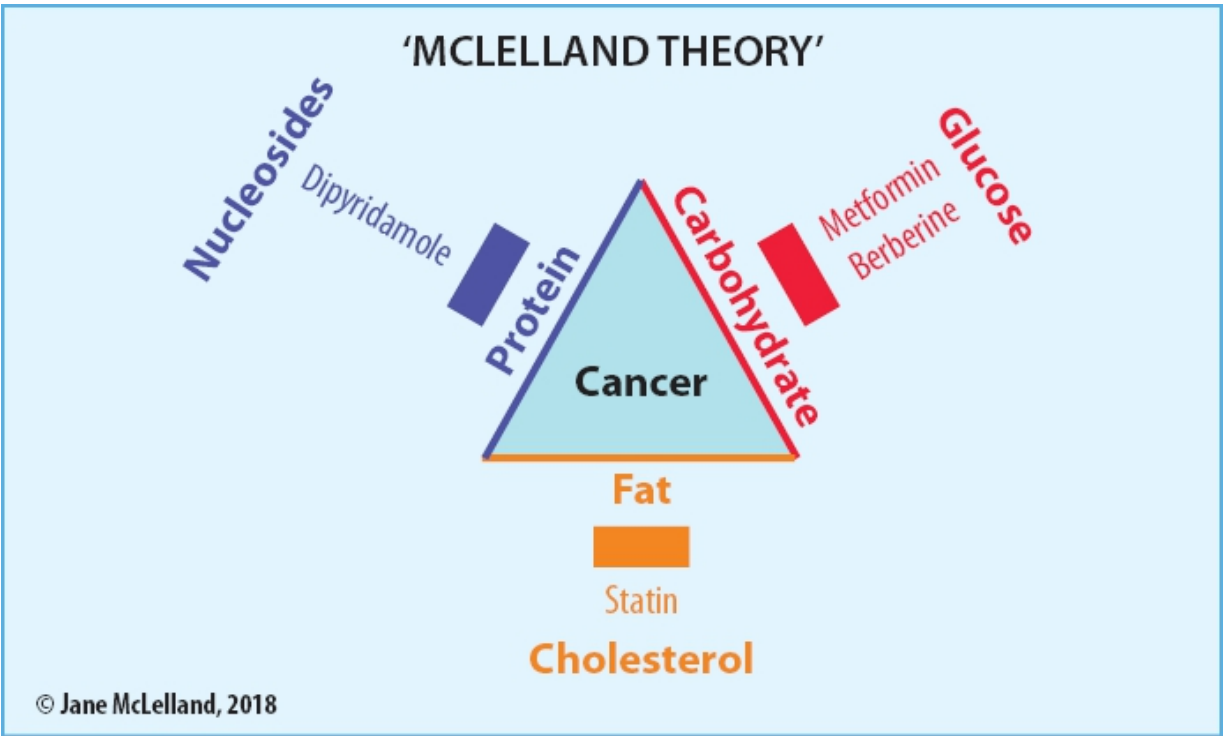 ‘MCLELLAND THEORY’
Nucleosides
Dipyridamole
Protein
Carbohydrate
Metformin
Berberine
Glucose
Cancer
Fat
Statin
Cholesterol
© Jane McLelland, 2018